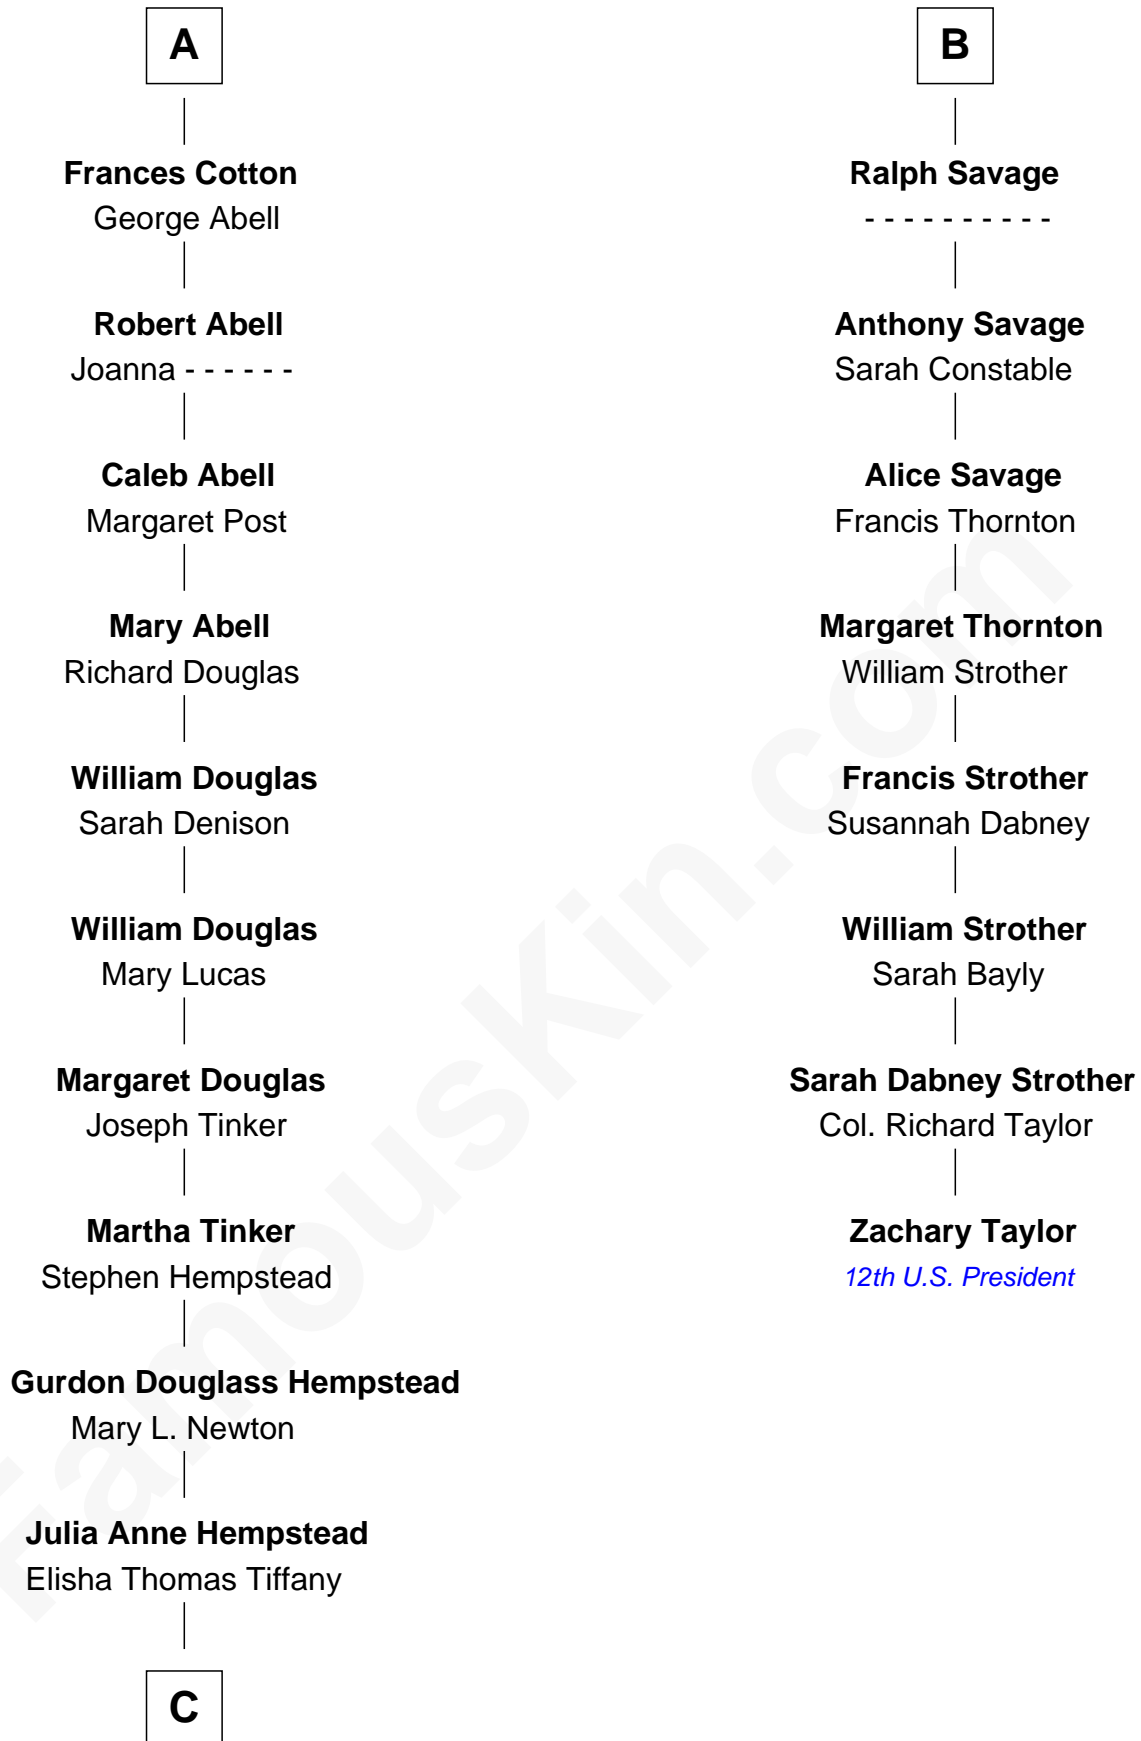 A
Frances Cotton
George Abell
Robert Abell
Joanna - - - - - -
Caleb Abell
Margaret Post
Mary Abell
Richard Douglas
William Douglas
Sarah Denison
William Douglas
Mary Lucas
Margaret Douglas
Joseph Tinker
Martha Tinker
Stephen Hempstead
Gurdon Douglass Hempstead
Mary L. Newton
Julia Anne Hempstead
Elisha Thomas Tiffany
C
B
Ralph Savage
- - - - - - - - - -
Anthony Savage
Sarah Constable
Alice Savage
Francis Thornton
Margaret Thornton
William Strother
Francis Strother
Susannah Dabney
William Strother
Sarah Bayly
Sarah Dabney Strother
Col. Richard Taylor
Zachary Taylor
12th U.S. President
FamousKin.com